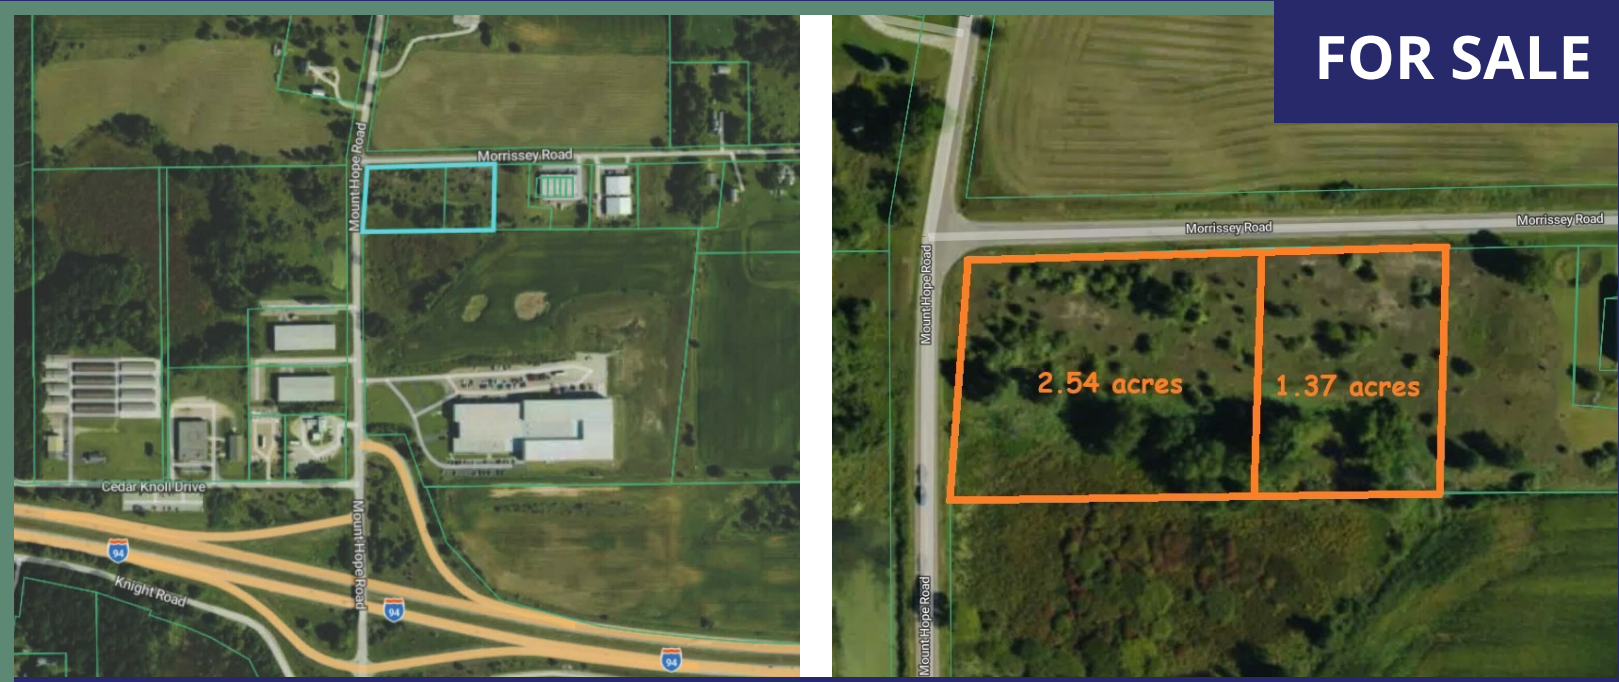 FOR SALE
Morrissey Road
Mount Hope Road
Cedar Knoll Drive
Mount Hope Road
94
Knight Road
94
94
Morrissey Road
Morrissey Road
Mount Hope Road
2.54 acres
1.37 acres
Mount Hope Road